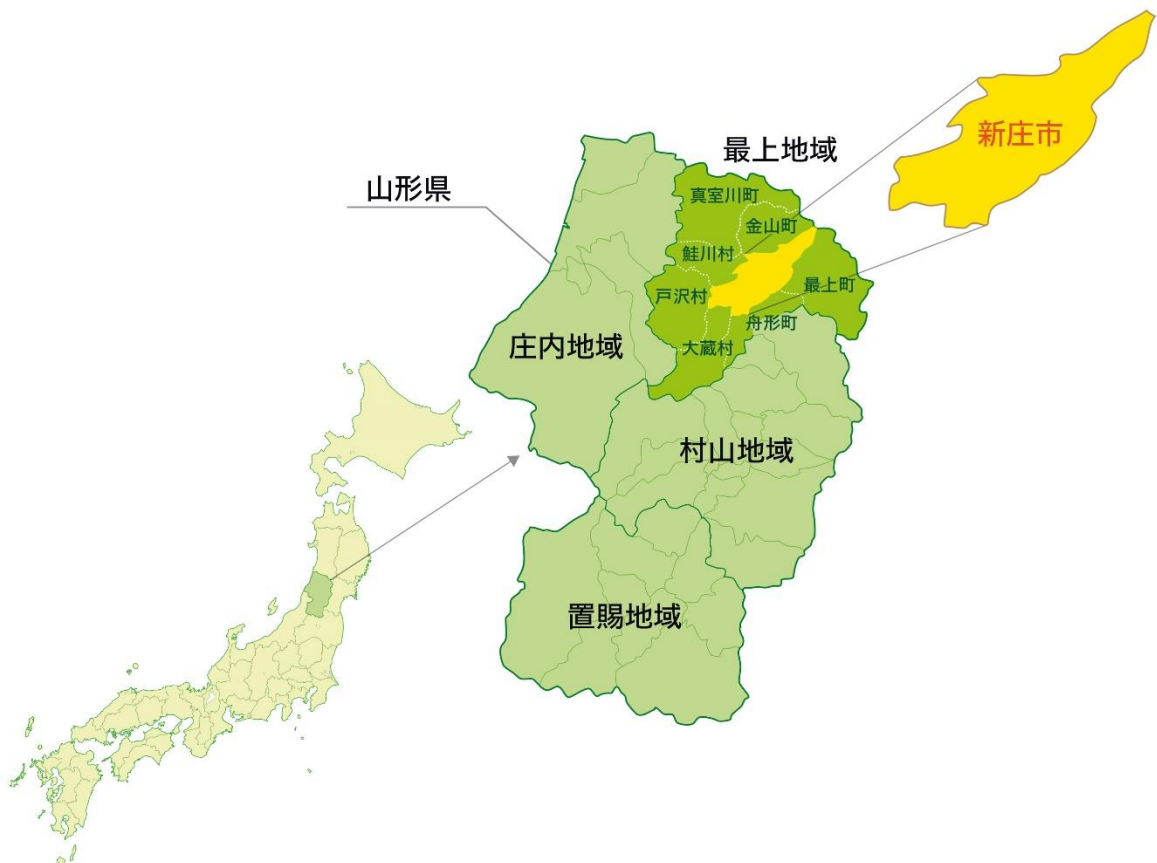 新庄市
最上地域
山形県
真室川町
金山町
鮭川村
最上町
戸沢村
舟形町
大蔵村
庄内地域
村山地域
置賜地域